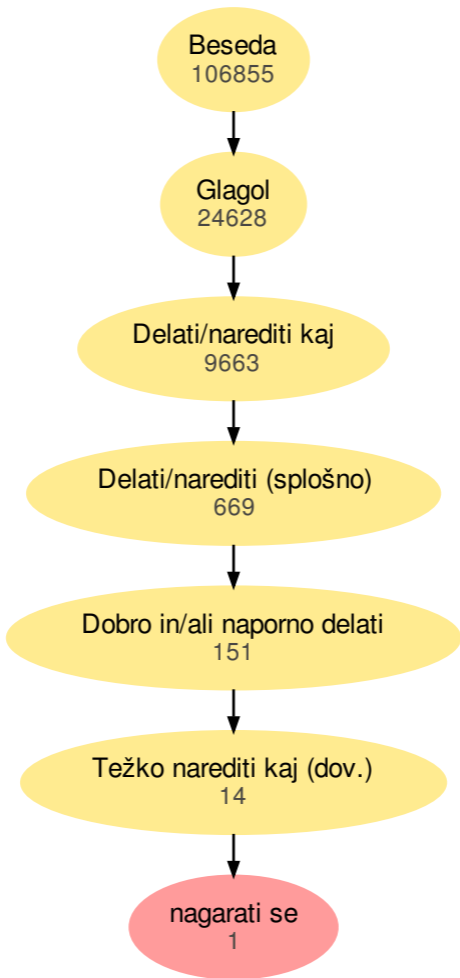 Beseda
106855
Glagol
24628
Delati/narediti kaj
9663
Delati/narediti (splošno)
669
Dobro in/ali naporno delati
151
Težko narediti kaj (dov.)
14
nagarati se
1